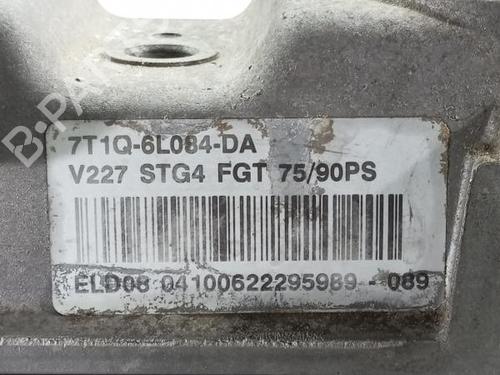 7T1Q-6L084-DA
V227 STG4 FGT 75/90PS
ELD08 04100622295989 - 089
B-PARTS